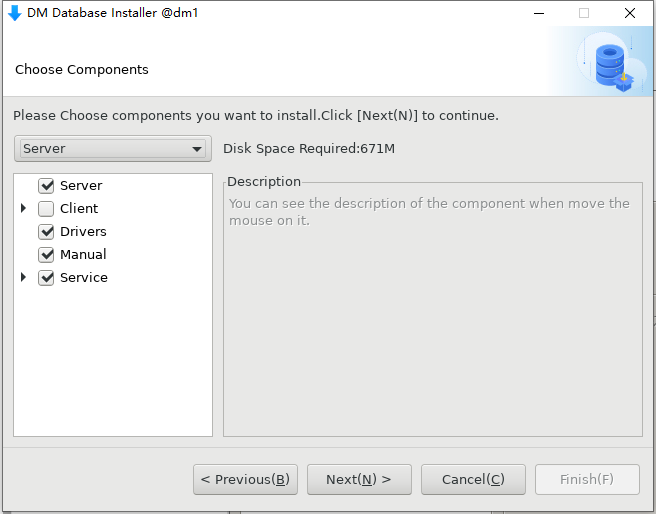 DM Database Installer @dm1
Choose Components
Please Choose components you want to install.Click [Next(N)] to continue.
Server
Disk Space Required:671M
Server
Client
Drivers
Manual
Service
Description
You can see the description of the component when move the
mouse on it.
< Previous(B)
Next(N) >
Cancel(C)
Finish(F)